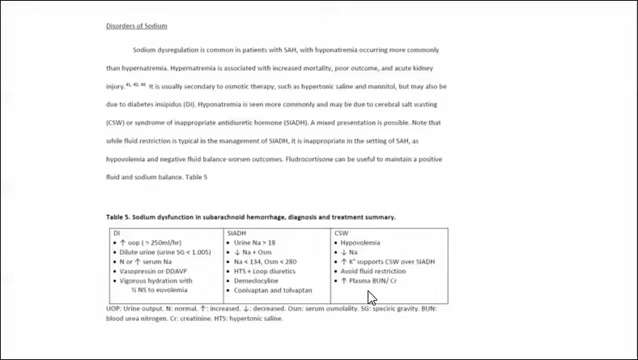 Disorders of Sodium
Sodium dysregulation is common in patients with SAH, with hyponatremia occurring more commonly
than hypernatremia. Hypernatremia is associated with increased mortality, poor outcome, and acute kidney
injury. 41, 42, 43 It is usually secondary to osmotic therapy, such as hypertonic saline and mannitol, but may also be
due to diabetes insipidus (DI). Hyponatremia is seen more commonly and may be due to cerebral salt wasting
(CSW) or syndrome of inappropriate antidiuretic hormone (SIADH). A mixed presentation is possible. Note that
while fluid restriction is typical in the management of SIADH, it is inappropriate in the setting of SAH, as
hypovolemia and negative fluid balance worsen outcomes. Fludrocortisone can be useful to maintain a positive
fluid and sodium balance. Table 5
Table 5. Sodium dysfunction in subarachnoid hemorrhage, diagnosis and treatment summary.
DI
• ↑ uop ( > 250ml/hr)
• Dilute urine (urine SG < 1.005)
• N or ↑ serum Na
• Vasopressin or DDAVP
• Vigorous hydration with
½ NS to euvolemia
SIADH
• Urine Na > 18
• ↓ Na + Osm
• Na < 134, Osm < 280
• HTS + Loop diuretics
• Demeclocyline
• Conivaptan and tolvaptan
CSW
• Hypovolemia
• ↓ Na
• ↑ K⁺ supports CSW over SIADH
• Avoid fluid restriction
• ↑ Plasma BUN/ Cr
UOP: Urine output. N: normal. ↑: increased. ↓: decreased. Osm: serum osmolality. SG: speciric gravity. BUN:
blood urea nitrogen. Cr: creatinine. HTS: hypertonic saline.